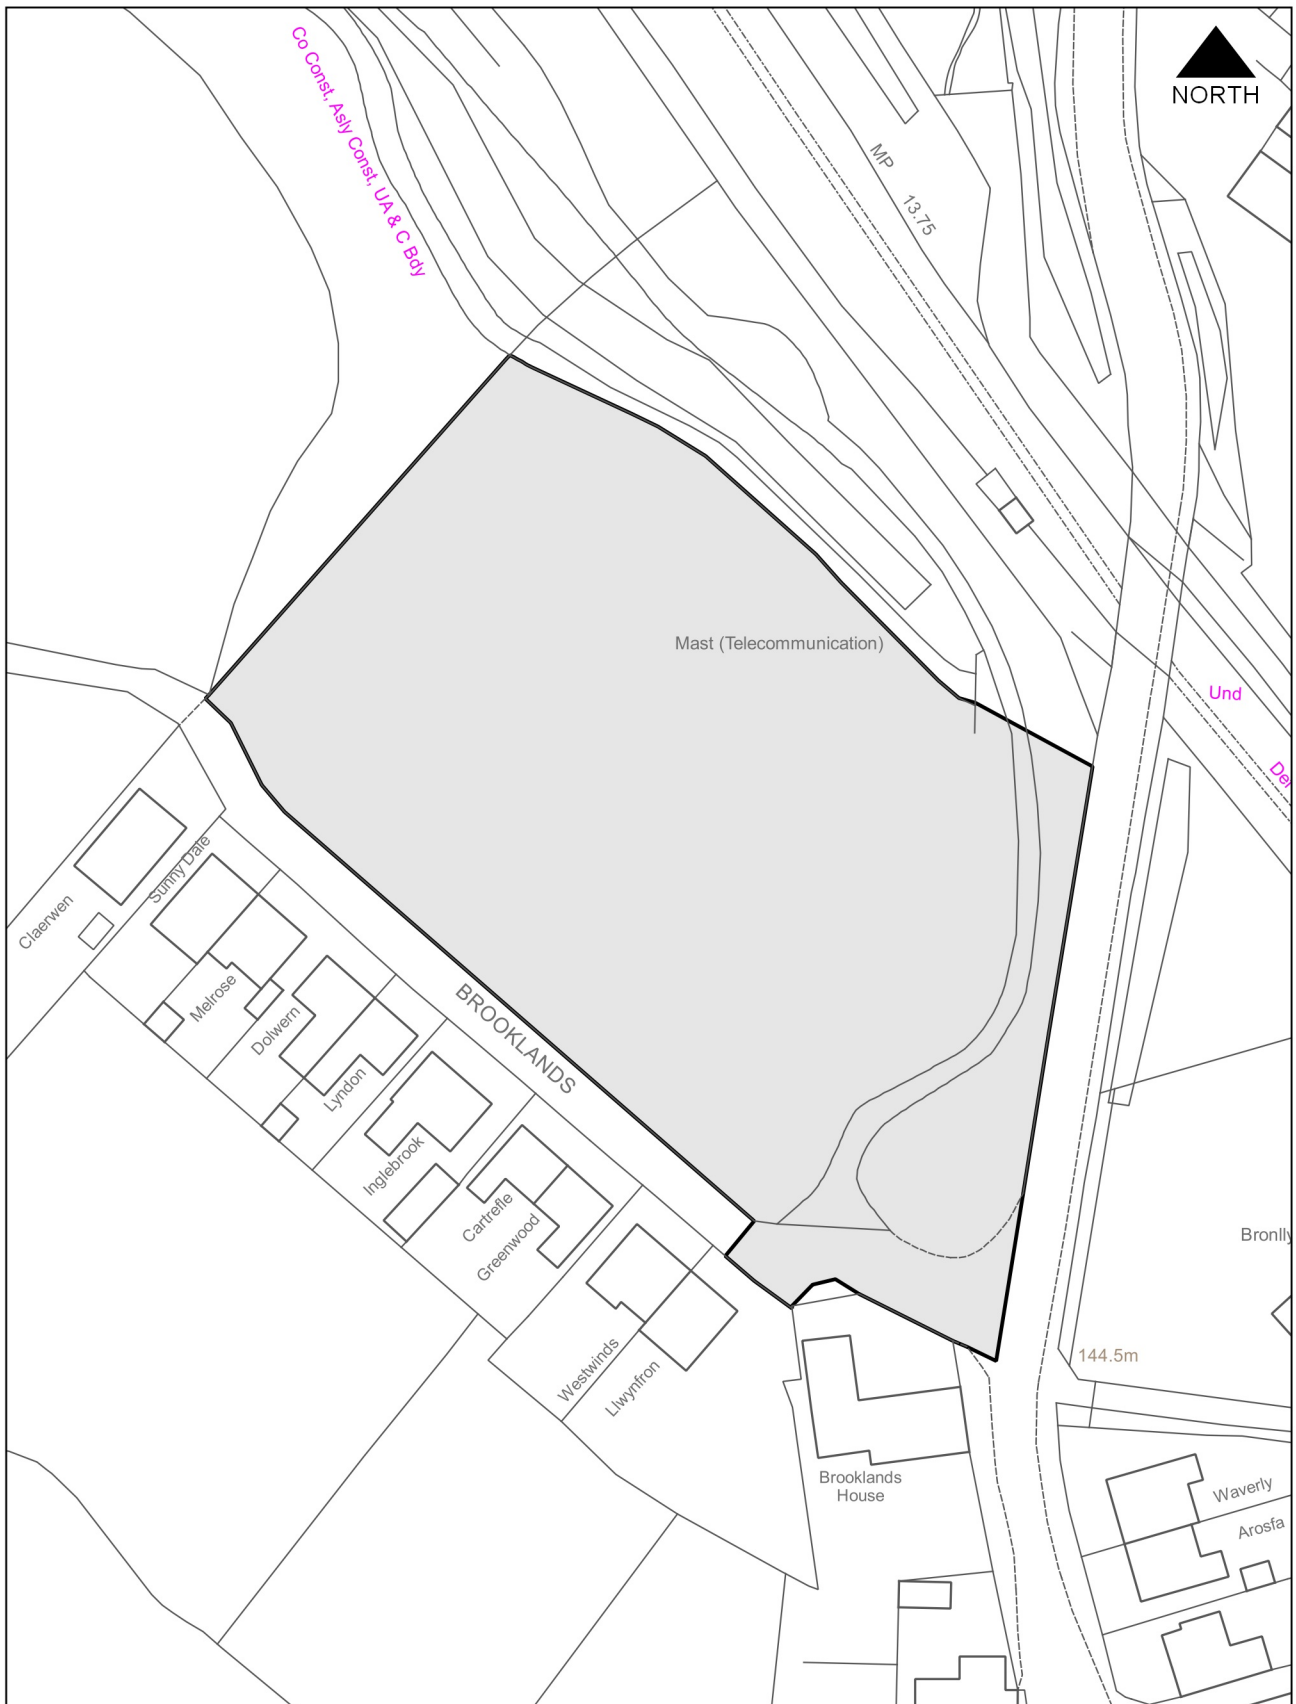 NORTH
Co Const, Asly Const, UA & C Bdy
MP 13.75
Mast (Telecommunication)
Und
Claerwen
Sunny Dale
Melrose
Dolwern
Lyndon
BROOKLANDS
Inglebrook
Cartrefle
Greenwood
Westwinds
Llwynfron
144.5m
Brooklands
House
Waverly
Arosfa